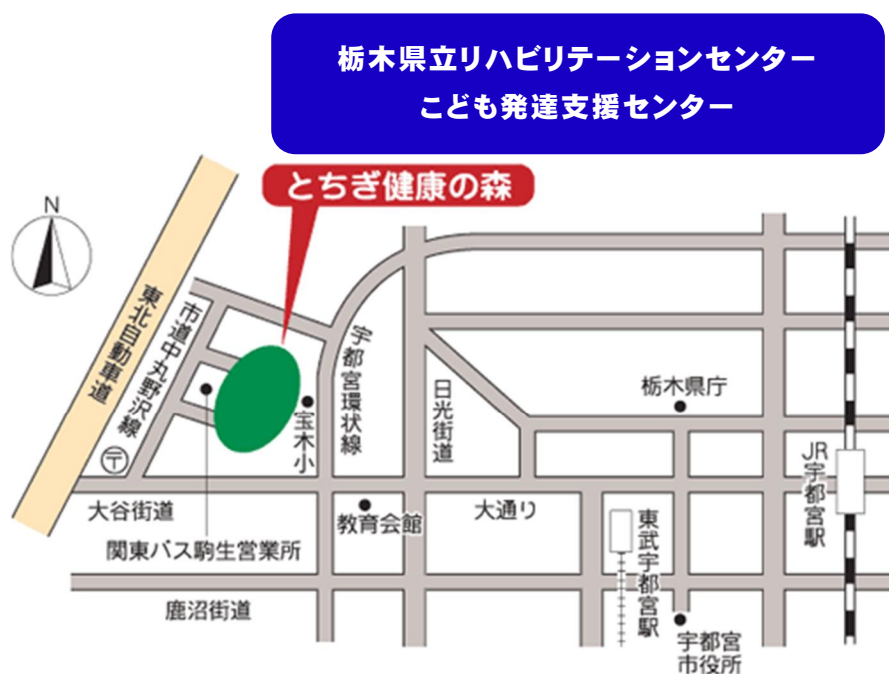 栃木県立リハビリテーションセンター
こども発達支援センター
とちぎ健康の森
N
東北自動車道
市道中丸野沢線
〒
宝木小
宇都宮環状線
日光街道
栃木県庁
JR宇都宮駅
大谷街道
教育会館
大通り
関東バス駒生営業所
東武宇都宮駅
鹿沼街道
宇都宮
市役所